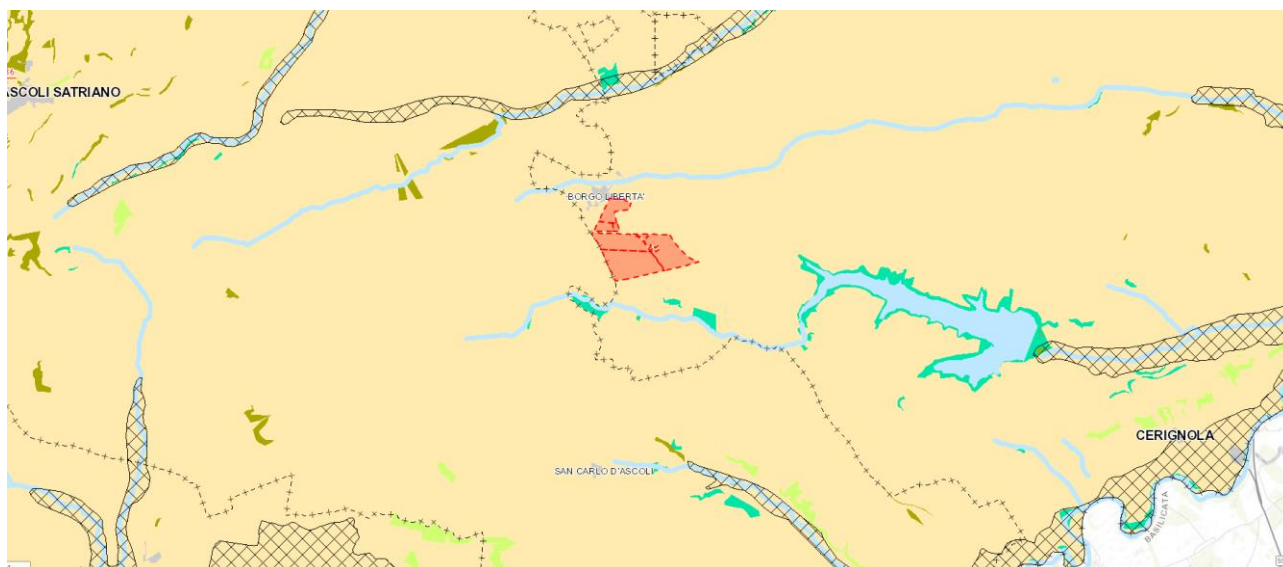 ASCOLI SATRIANO
BORGO LIBERTA'
SAN CARLO D'ASCOLI
CERIGNOLA
BASILICATA